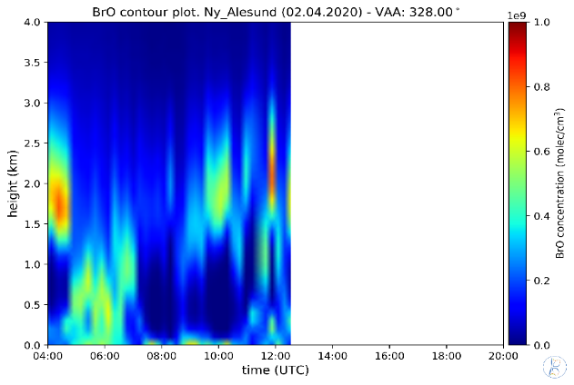 BrO contour plot. Ny_Alesund (02.04.2020) - VAA: 328.00°
1e9
4.0
3.5
3.0
2.5
2.0
1.5
1.0
0.5
0.0
height (km)
04:00 06:00 08:00 10:00 12:00 14:00 16:00 18:00 20:00
time (UTC)
1.0
0.8
0.6
0.4
0.2
0.0
BrO concentration (molec/cm³)